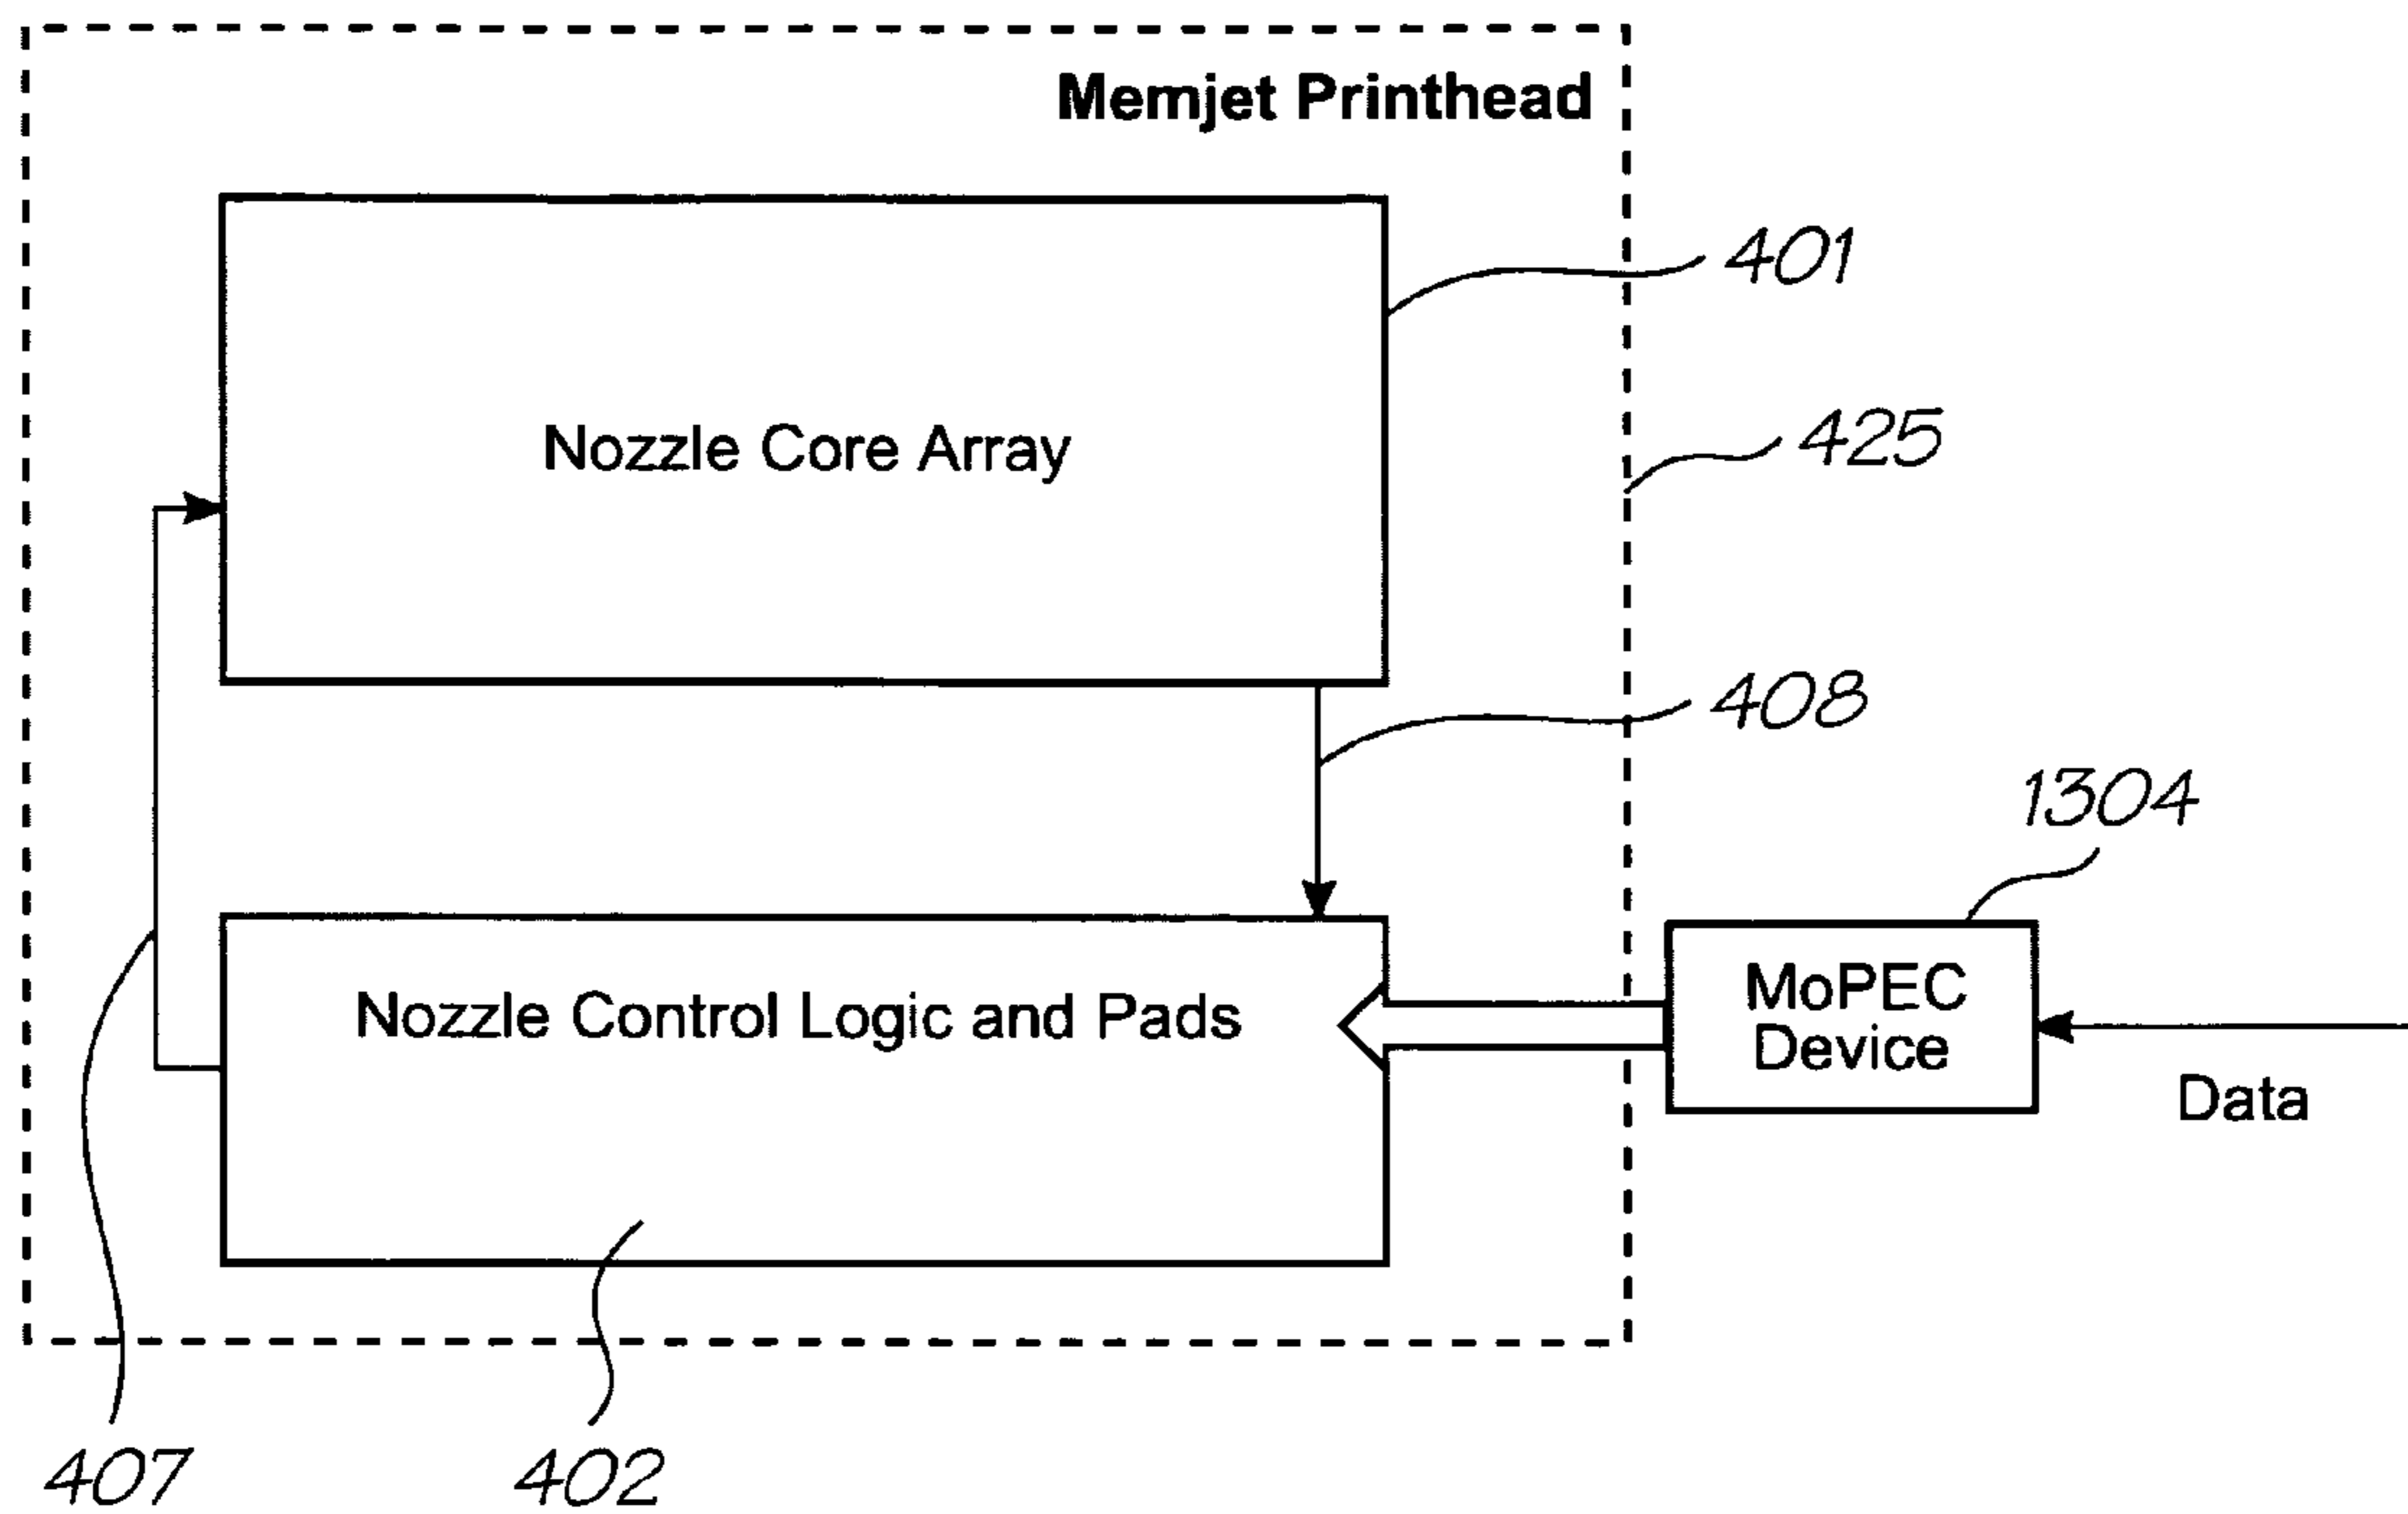 Memjet Printhead
401
Nozzle Core Array
425
408
1304
Nozzle Control Logic and Pads
MoPEC
Device
Data
407
402